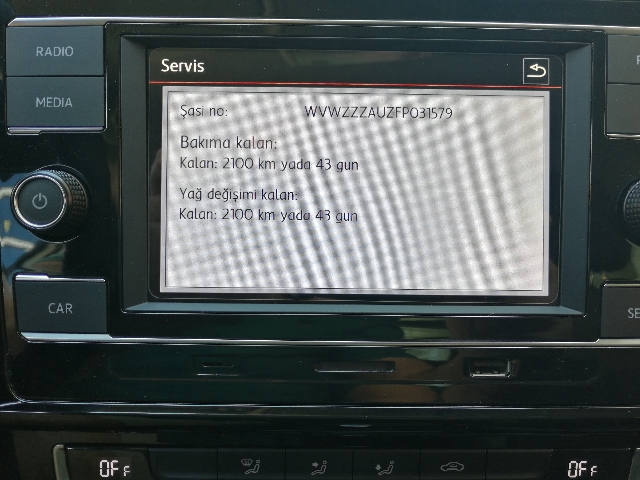 RADIO
MEDIA
CAR
Servis
Şasi no: WVWZZZAUZFP031579
Bakıma kalan:
Kalan: 2100 km yada 43 gun
Yağ değişimi kalan:
Kalan: 2100 km yada 43 gun
SE
OFF
OFF